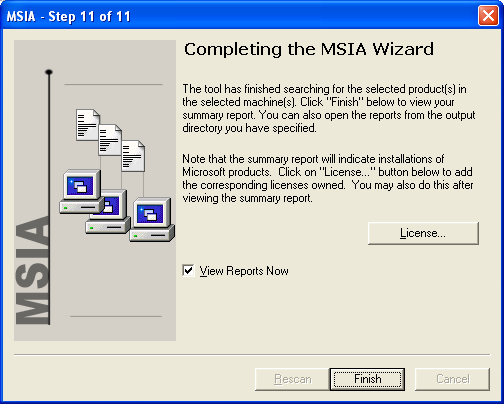 MSIA - Step 11 of 11
Completing the MSIA Wizard
The tool has finished searching for the selected product(s) in
the selected machine(s). Click "Finish" below to view your
summary report. You can also open the reports from the output
directory you have specified.
Note that the summary report will indicate installations of
Microsoft products. Click on "License..." button below to add
the corresponding licenses owned. You may also do this after
viewing the summary report.
MSIA
License...
View Reports Now
Rescan
Finish
Cancel